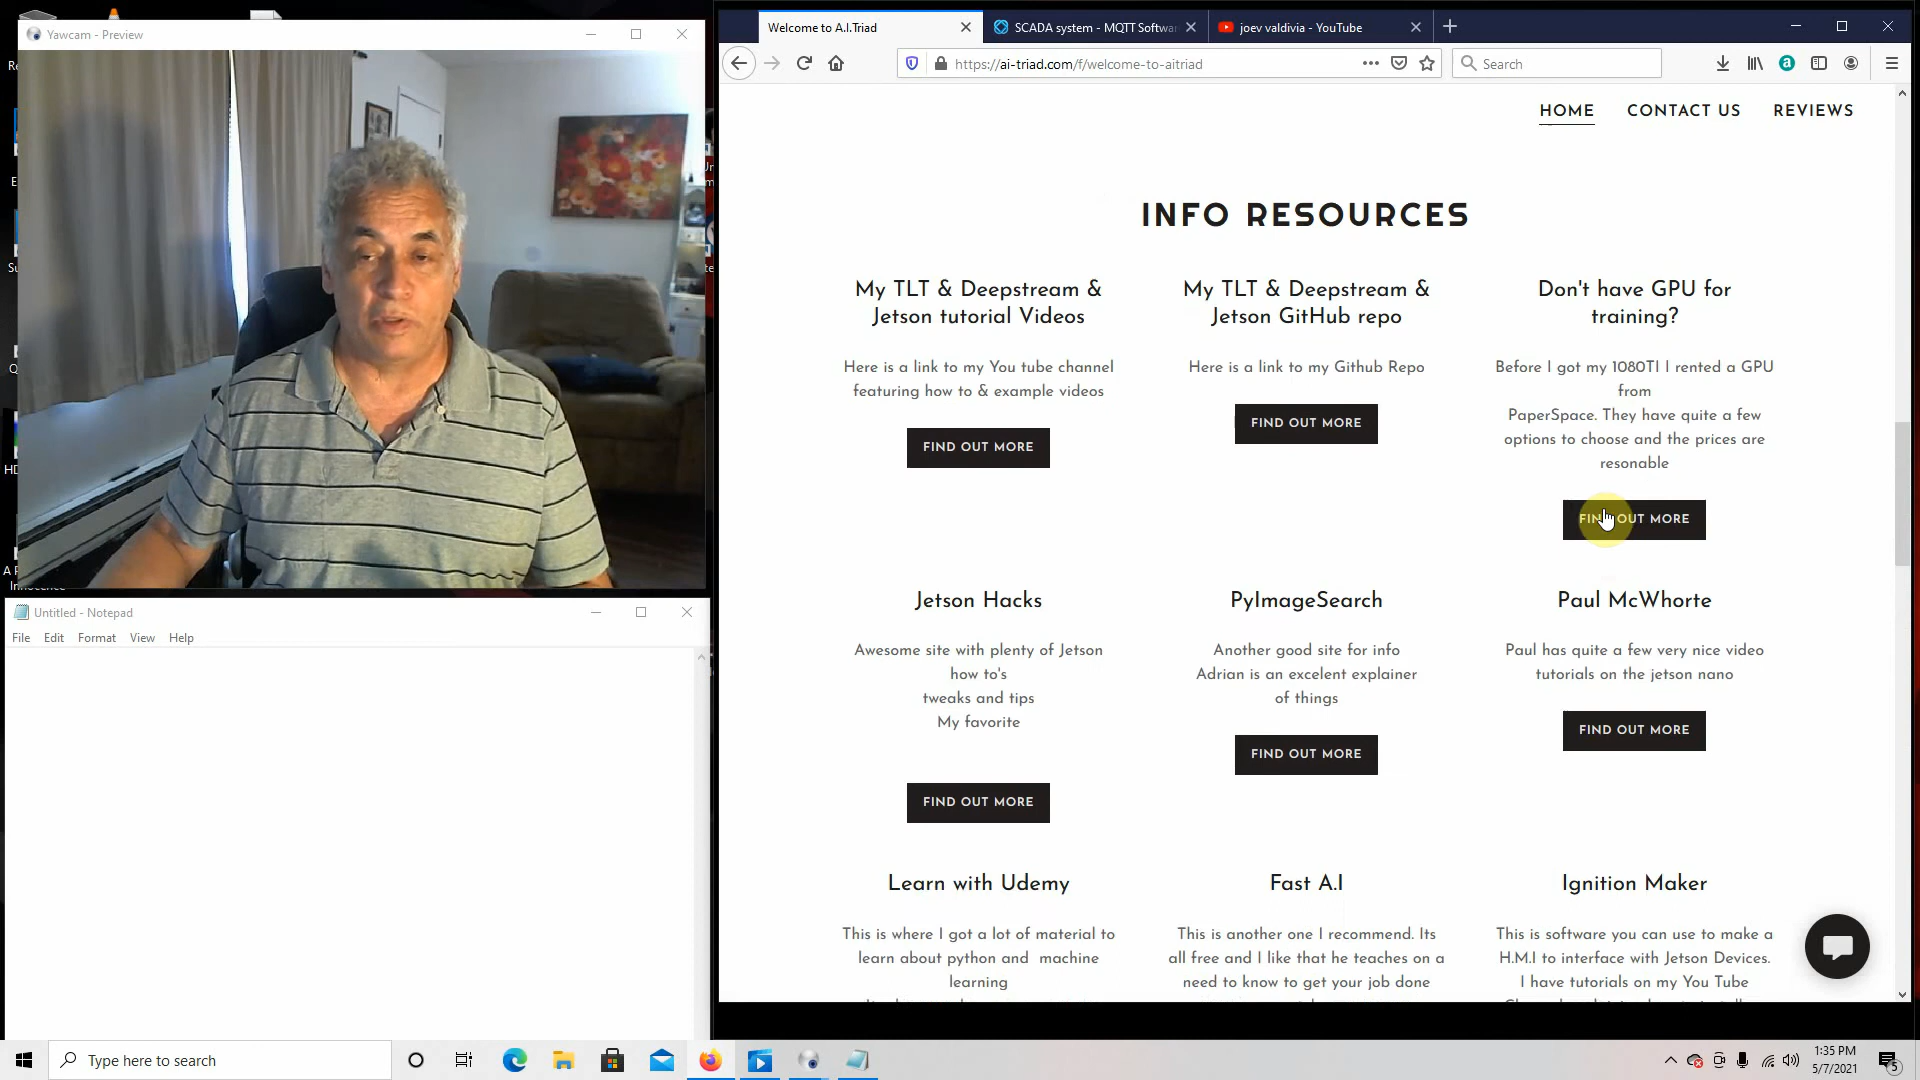 Yawcam - Preview
Welcome to A.I.Triad
SCADA system - MQTT Softwa
joev valdivia - YouTube
https://ai-triad.com/f/welcome-to-aitriad
Search
HOME
CONTACT US
REVIEWS
INFO RESOURCES
My TLT & Deepstream &
Jetson tutorial Videos
Here is a link to my You tube channel
featuring how to & example videos
FIND OUT MORE
My TLT & Deepstream &
Jetson GitHub repo
Here is a link to my Github Repo
FIND OUT MORE
Don't have GPU for
training?
Before I got my 1080TI I rented a GPU
from
PaperSpace. They have quite a few
options to choose and the prices are
resonable
FIND OUT MORE
Jetson Hacks
Awesome site with plenty of Jetson
how to's
tweaks and tips
My favorite
FIND OUT MORE
PyImageSearch
Another good site for info
Adrian is an excelent explainer
of things
FIND OUT MORE
Paul McWhorte
Paul has quite a few very nice video
tutorials on the jetson nano
FIND OUT MORE
Learn with Udemy
This is where I got a lot of material to
learn about python and machine
learning
Fast A.I
This is another one I recommend. Its
all free and I like that he teaches on a
need to know to get your job done
Ignition Maker
This is software you can use to make a
H.M.I to interface with Jetson Devices.
I have tutorials on my You Tube
Untitled - Notepad
File
Edit
Format
View
Help
Type here to search
1:35 PM
5/7/2021
5